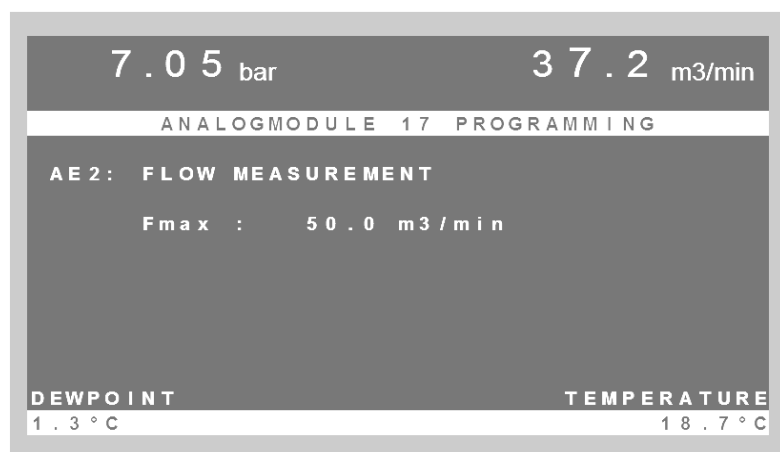 7.05 bar 37.2 m3/min
ANALOGMODULE 17 PROGRAMMING
AE2: FLOW MEASUREMENT
Fmax : 50.0 m3/min
DEWPOINT TEMPERATURE
1.3°C 18.7°C